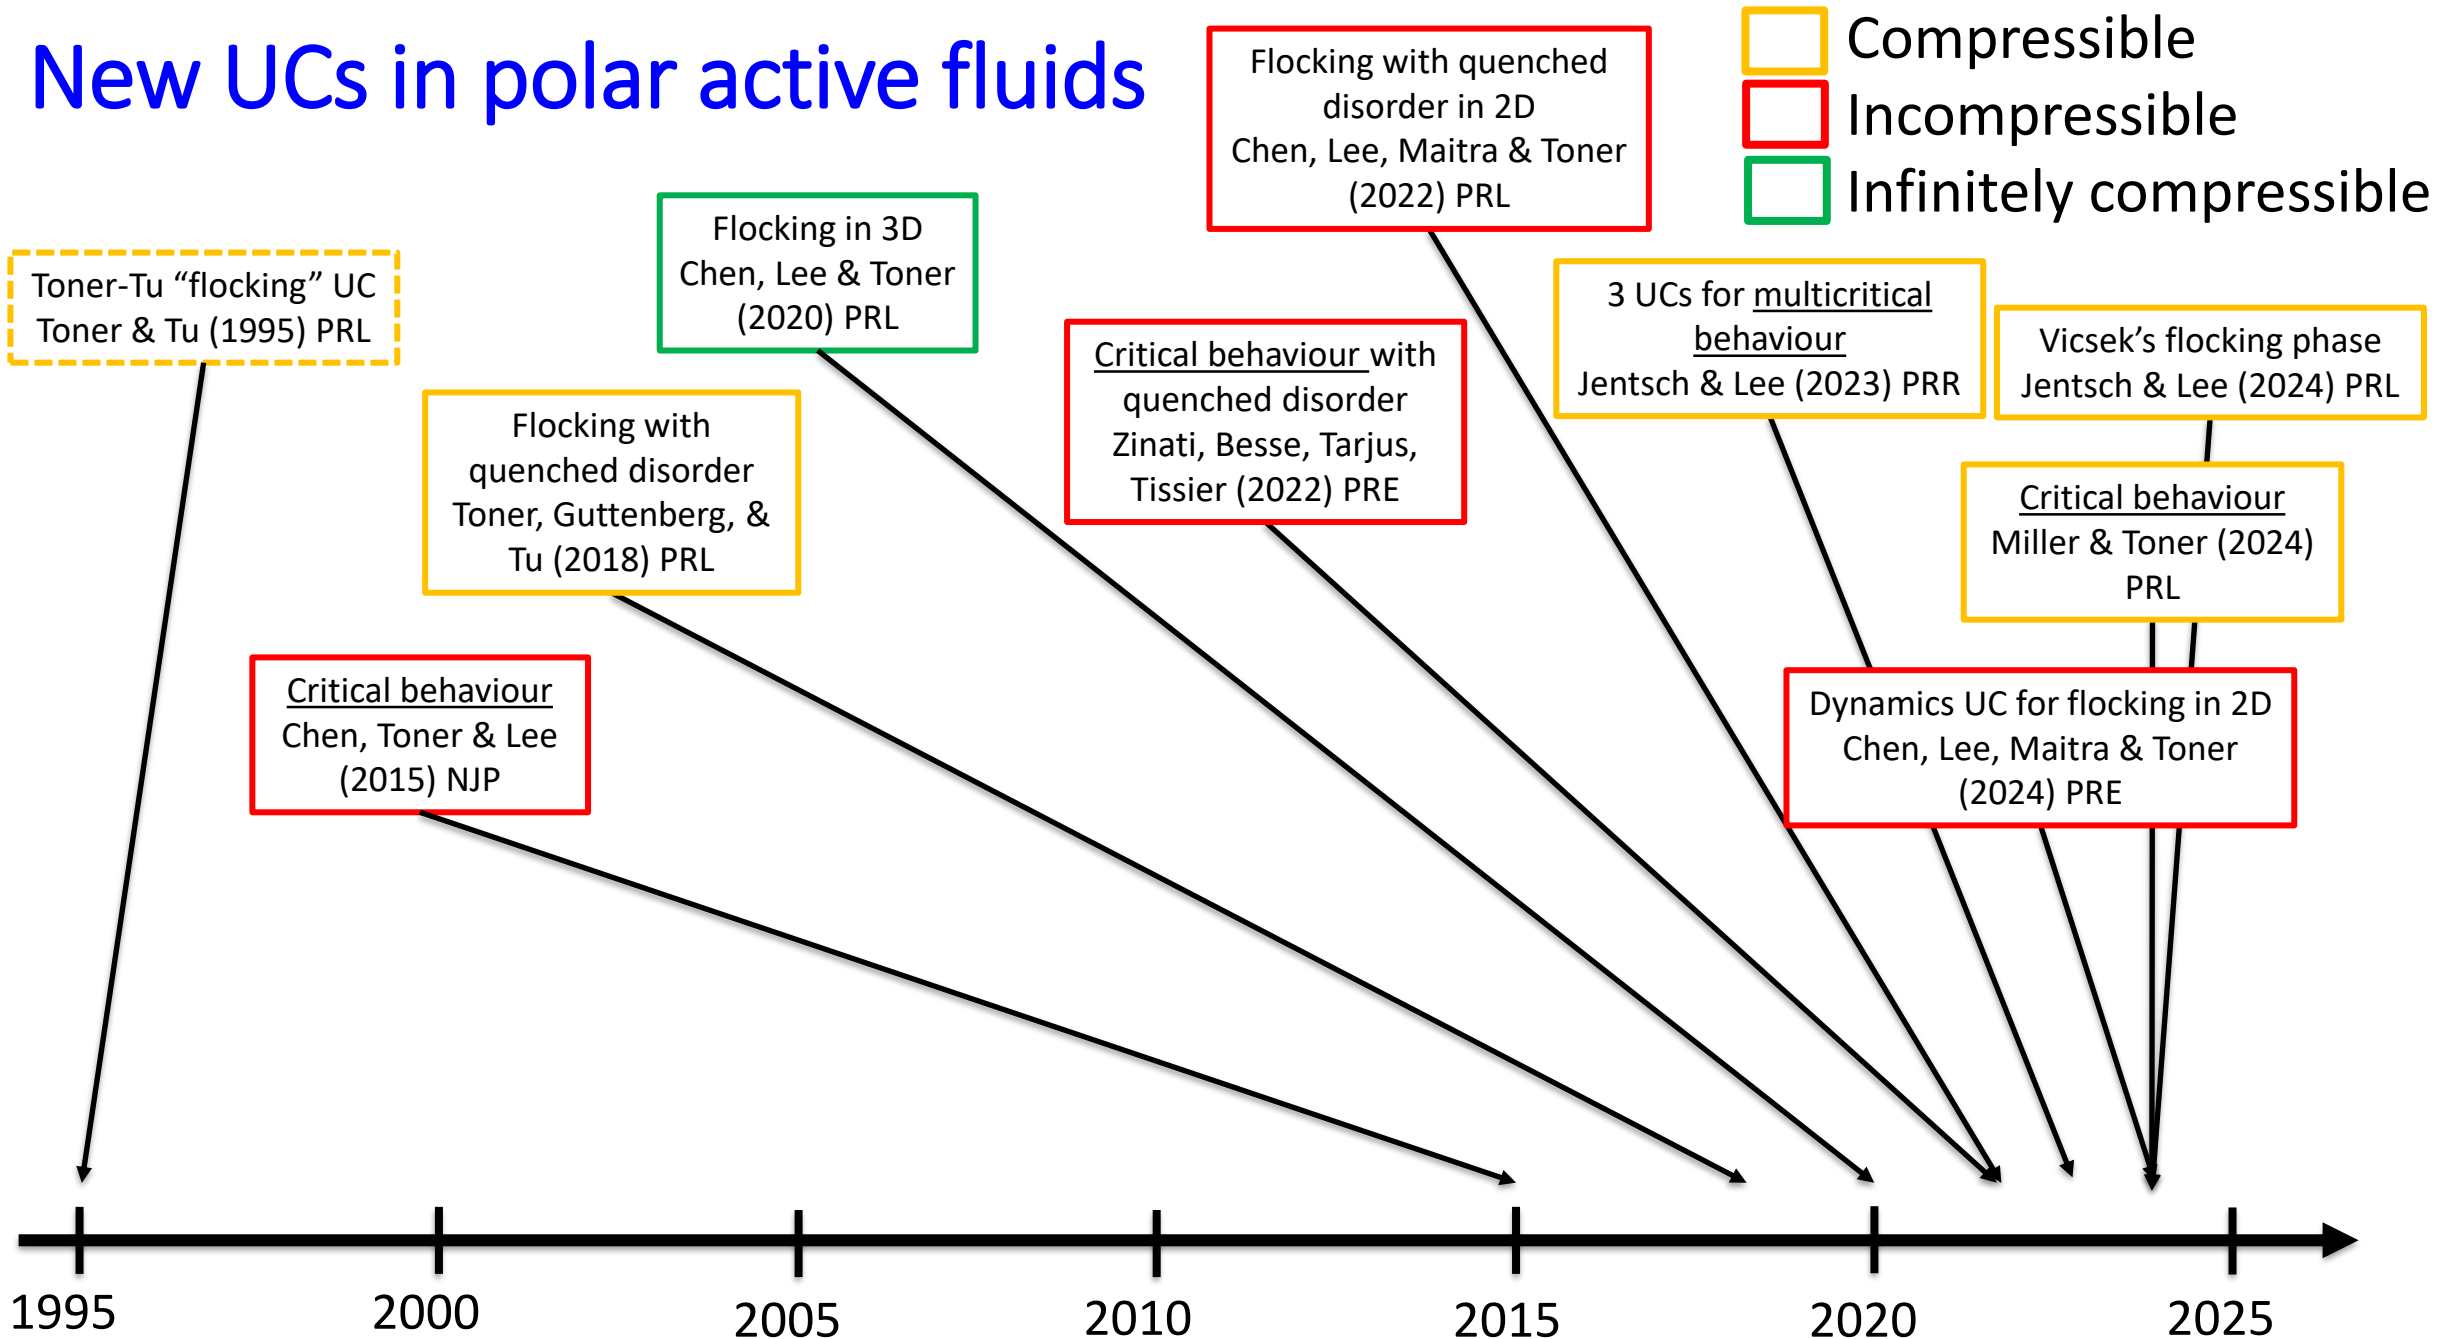 New UCs in polar active fluids
Compressible
Incompressible
Infinitely compressible
Toner-Tu “flocking” UC
Toner & Tu (1995) PRL
Critical behaviour
Chen, Toner & Lee
(2015) NJP
Flocking with
quenched disorder
Toner, Guttenberg, &
Tu (2018) PRL
Flocking in 3D
Chen, Lee & Toner
(2020) PRL
Critical behaviour with
quenched disorder
Zinati, Besse, Tarjus,
Tissier (2022) PRE
Flocking with quenched
disorder in 2D
Chen, Lee, Maitra & Toner
(2022) PRL
3 UCs for multicritical
behaviour
Jentsch & Lee (2023) PRR
Vicsek’s flocking phase
Jentsch & Lee (2024) PRL
Critical behaviour
Miller & Toner (2024)
PRL
Dynamics UC for flocking in 2D
Chen, Lee, Maitra & Toner
(2024) PRE
1995
2000
2005
2010
2015
2020
2025